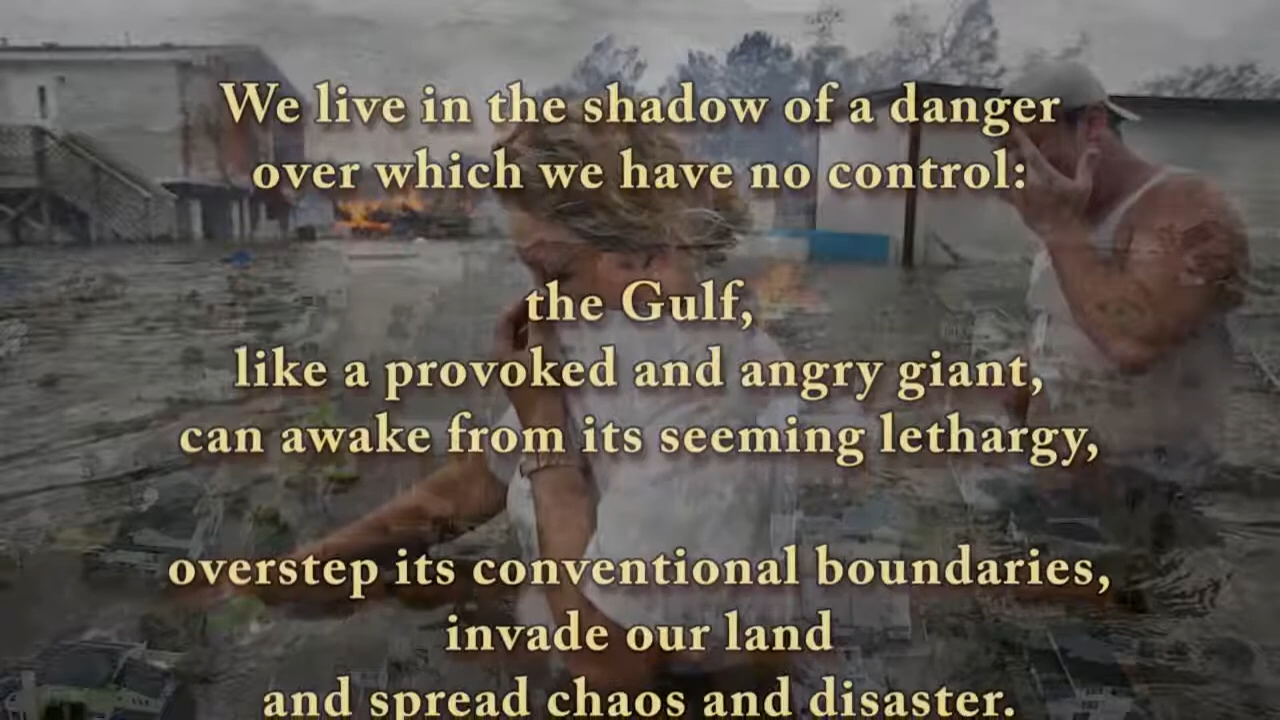 We live in the shadow of a danger
over which we have no control:
the Gulf,
like a provoked and angry giant,
can awake from its seeming lethargy,
overstep its conventional boundaries,
invade our land
and spread chaos and disaster.